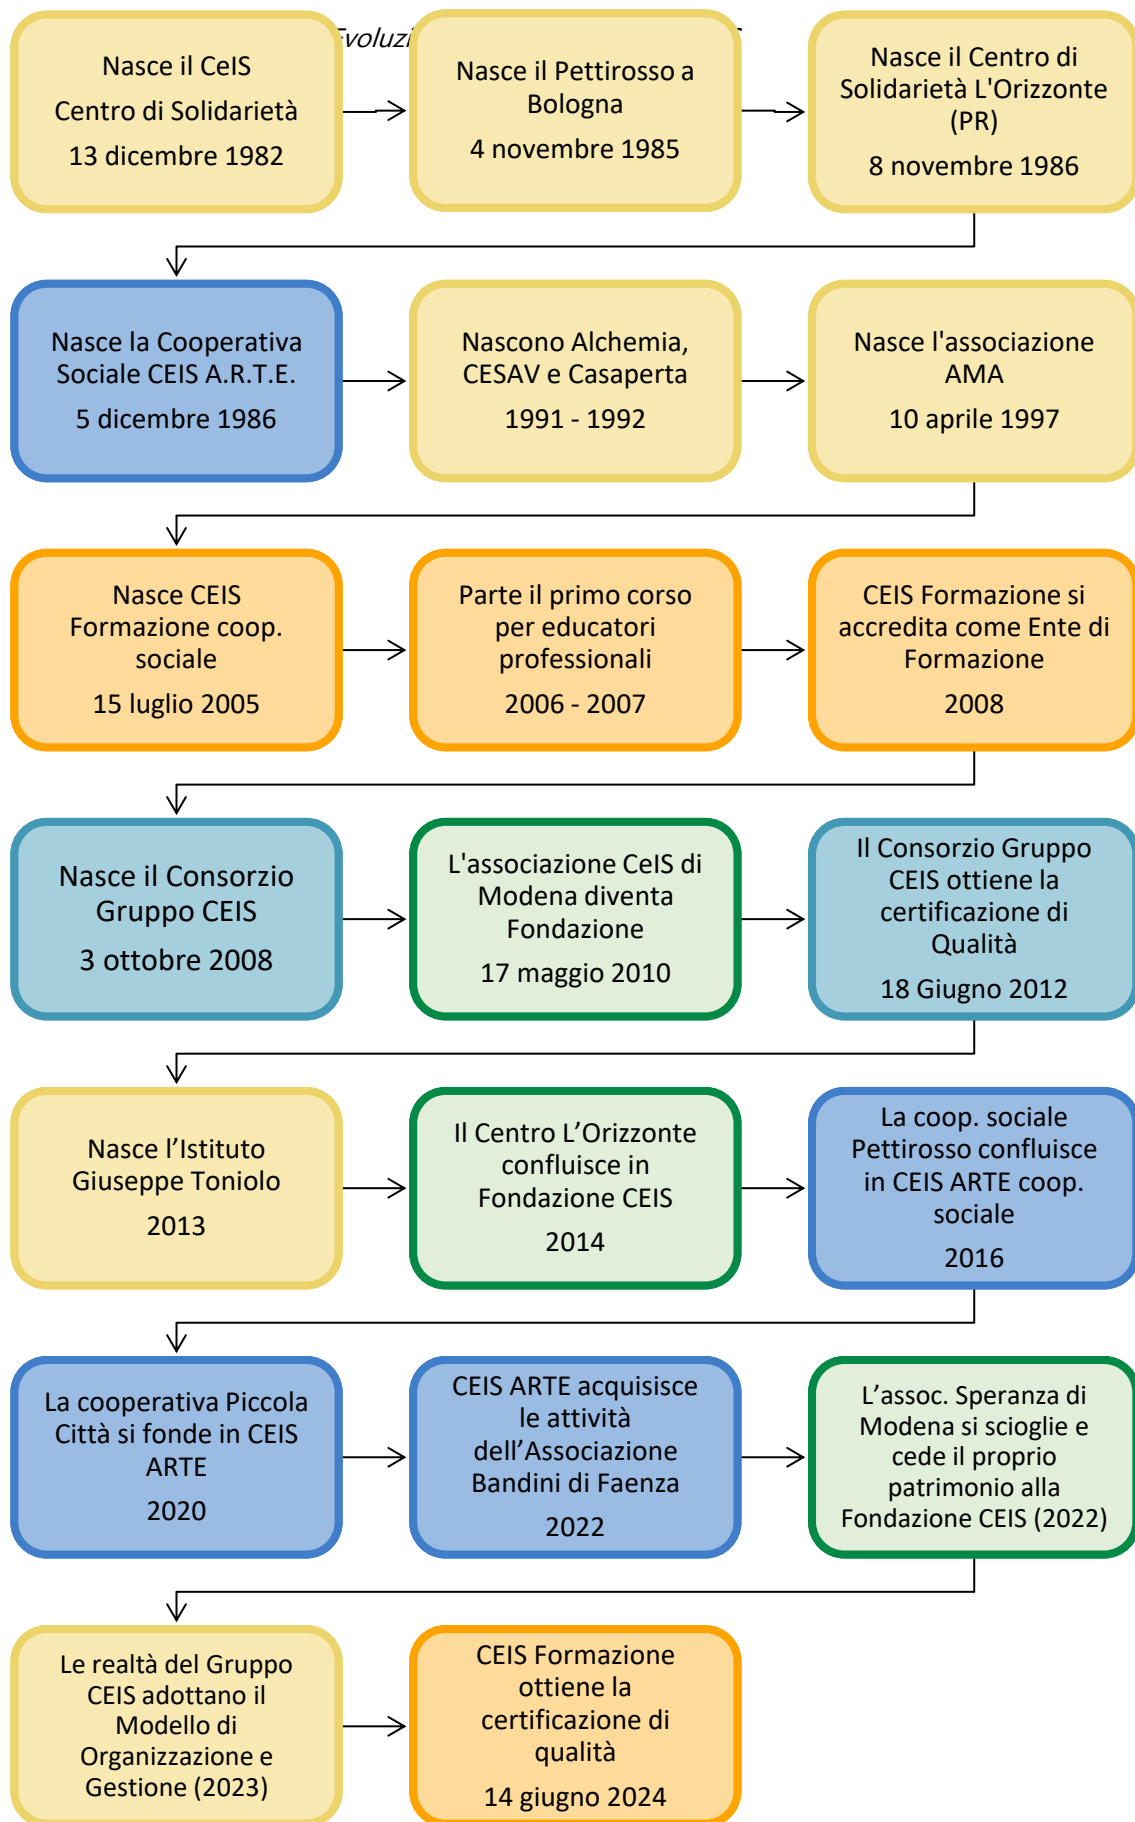 Nasce il CeIS
Centro di Solidarietà
13 dicembre 1982
Nasce il Pettirosso a
Bologna
4 novembre 1985
Nasce il Centro di
Solidarietà L'Orizzonte
(PR)
8 novembre 1986
Nasce la Cooperativa
Sociale CEIS A.R.T.E.
5 dicembre 1986
Nascono Alchemia,
CESAV e Casaperta
1991 - 1992
Nasce l'associazione
AMA
10 aprile 1997
Nasce CEIS
Formazione coop.
sociale
15 luglio 2005
Parte il primo corso
per educatori
professionali
2006 - 2007
CEIS Formazione si
accredita come Ente di
Formazione
2008
Nasce il Consorzio
Gruppo CEIS
3 ottobre 2008
L'associazione CeIS di
Modena diventa
Fondazione
17 maggio 2010
Il Consorzio Gruppo
CEIS ottiene la
certificazione di
Qualità
18 Giugno 2012
Nasce l’Istituto
Giuseppe Toniolo
2013
Il Centro L’Orizzonte
confluisce in
Fondazione CEIS
2014
La coop. sociale
Pettirosso confluisce
in CEIS ARTE coop.
sociale
2016
La cooperativa Piccola
Città si fonde in CEIS
ARTE
2020
CEIS ARTE acquisisce
le attività
dell’Associazione
Bandini di Faenza
2022
L’assoc. Speranza di
Modena si scioglie e
cede il proprio
patrimonio alla
Fondazione CEIS (2022)
Le realtà del Gruppo
CEIS adottano il
Modello di
Organizzazione e
Gestione (2023)
CEIS Formazione
ottiene la
certificazione di
qualità
14 giugno 2024